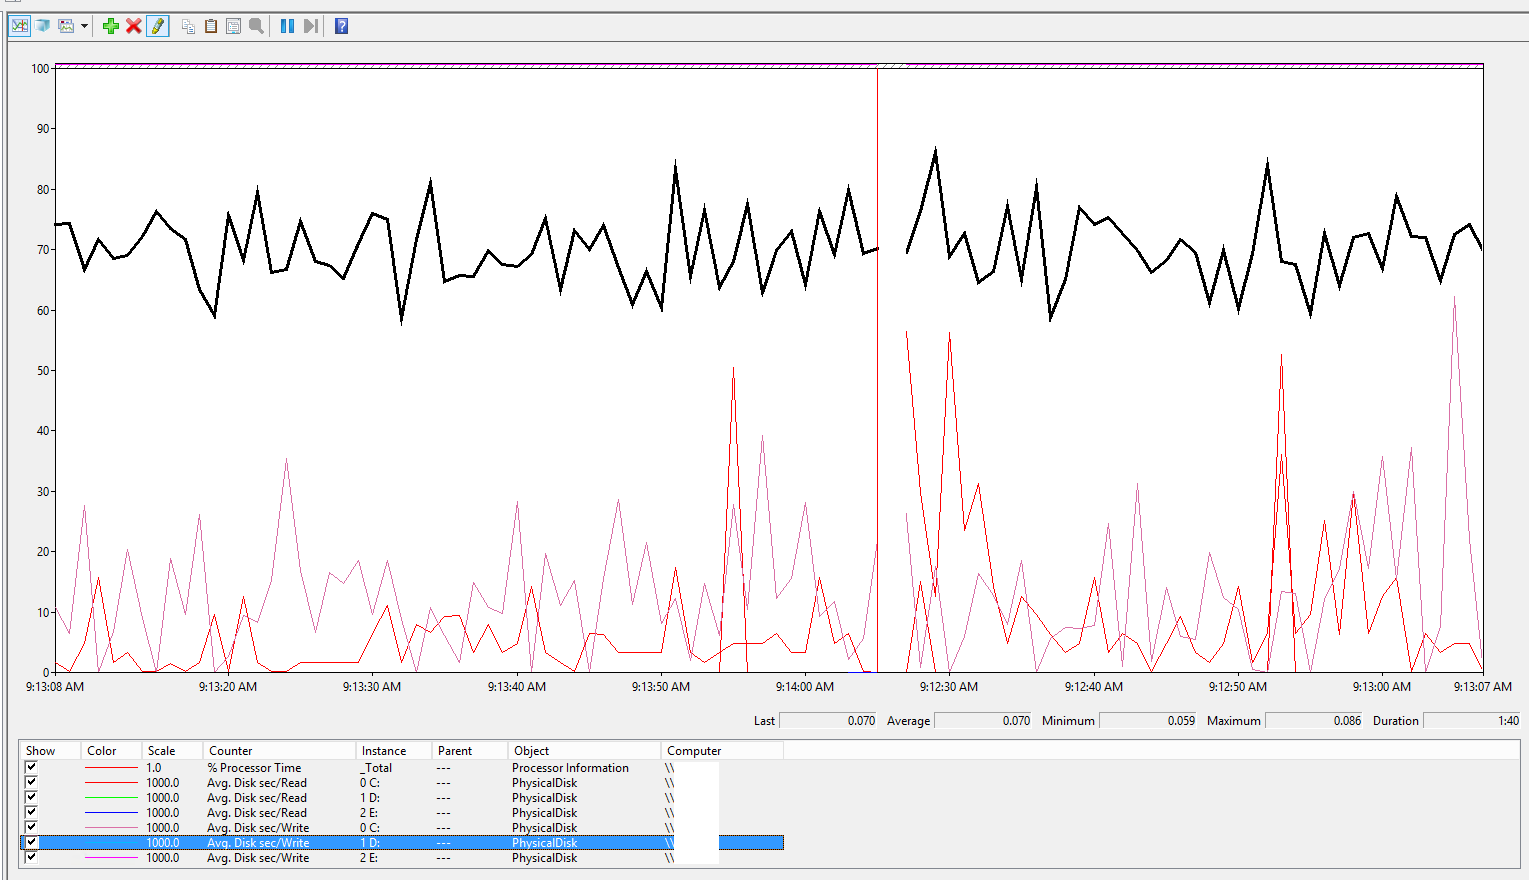 100
90
80
70
60
50
40
30
20
10
0
9:13:08 AM 9:13:20 AM 9:13:30 AM 9:13:40 AM 9:13:50 AM 9:14:00 AM 9:12:30 AM 9:12:40 AM 9:12:50 AM 9:13:00 AM 9:13:07 AM
Last 0.070 Average 0.070 Minimum 0.059 Maximum 0.086 Duration 1:40
Show Color Scale Counter Instance Parent Object Computer
1.0 % Processor Time _Total --- Processor Information \\
1000.0 Avg. Disk sec/Read 0 C: --- PhysicalDisk \\
1000.0 Avg. Disk sec/Read 1 D: --- PhysicalDisk \\
1000.0 Avg. Disk sec/Read 2 E: --- PhysicalDisk \\
1000.0 Avg. Disk sec/Write 0 C: --- PhysicalDisk \\
1000.0 Avg. Disk sec/Write 1 D: --- PhysicalDisk \\
1000.0 Avg. Disk sec/Write 2 E: --- PhysicalDisk \\